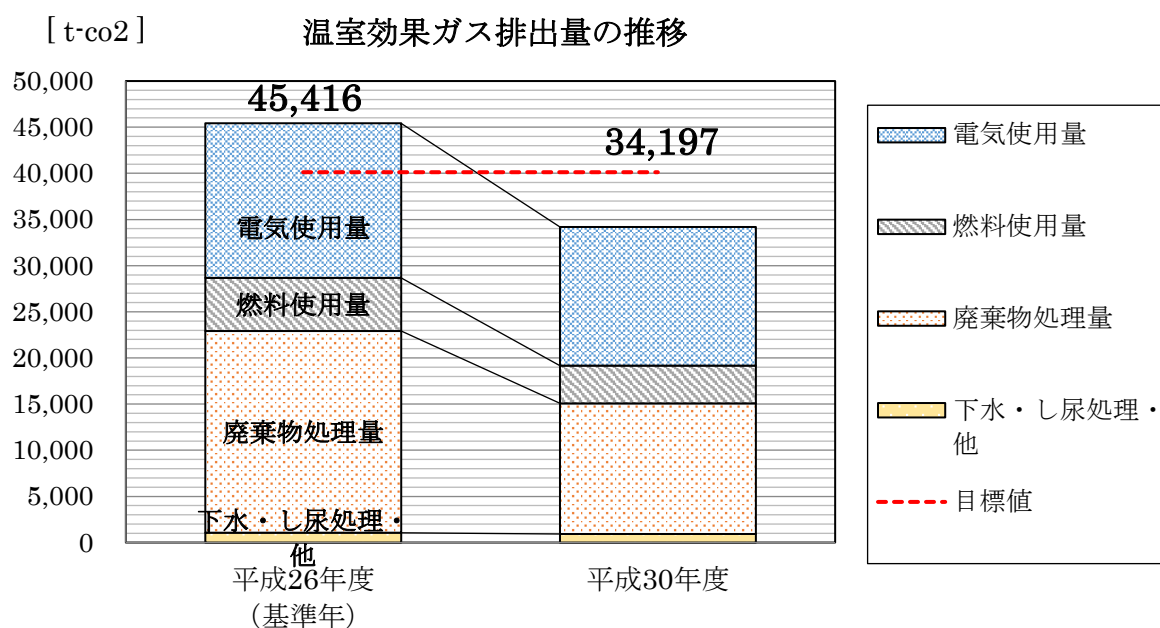 [ t-co2 ]
温室効果ガス排出量の推移
50,000
45,000
40,000
35,000
30,000
25,000
20,000
15,000
10,000
5,000
0
45,416
34,197
電気使用量
燃料使用量
廃棄物処理量
下水・し尿処理・
他
平成26年度
（基準年）
平成30年度
電気使用量
燃料使用量
廃棄物処理量
下水・し尿処理・
他
目標値